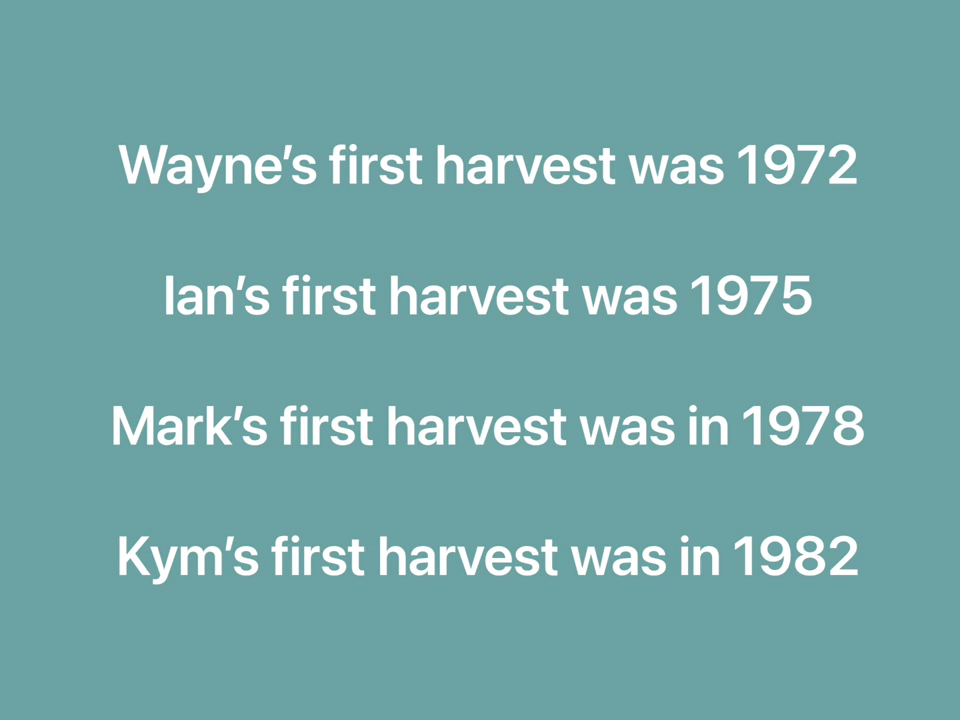 Wayne’s first harvest was 1972
Ian’s first harvest was 1975
Mark’s first harvest was in 1978
Kym’s first harvest was in 1982